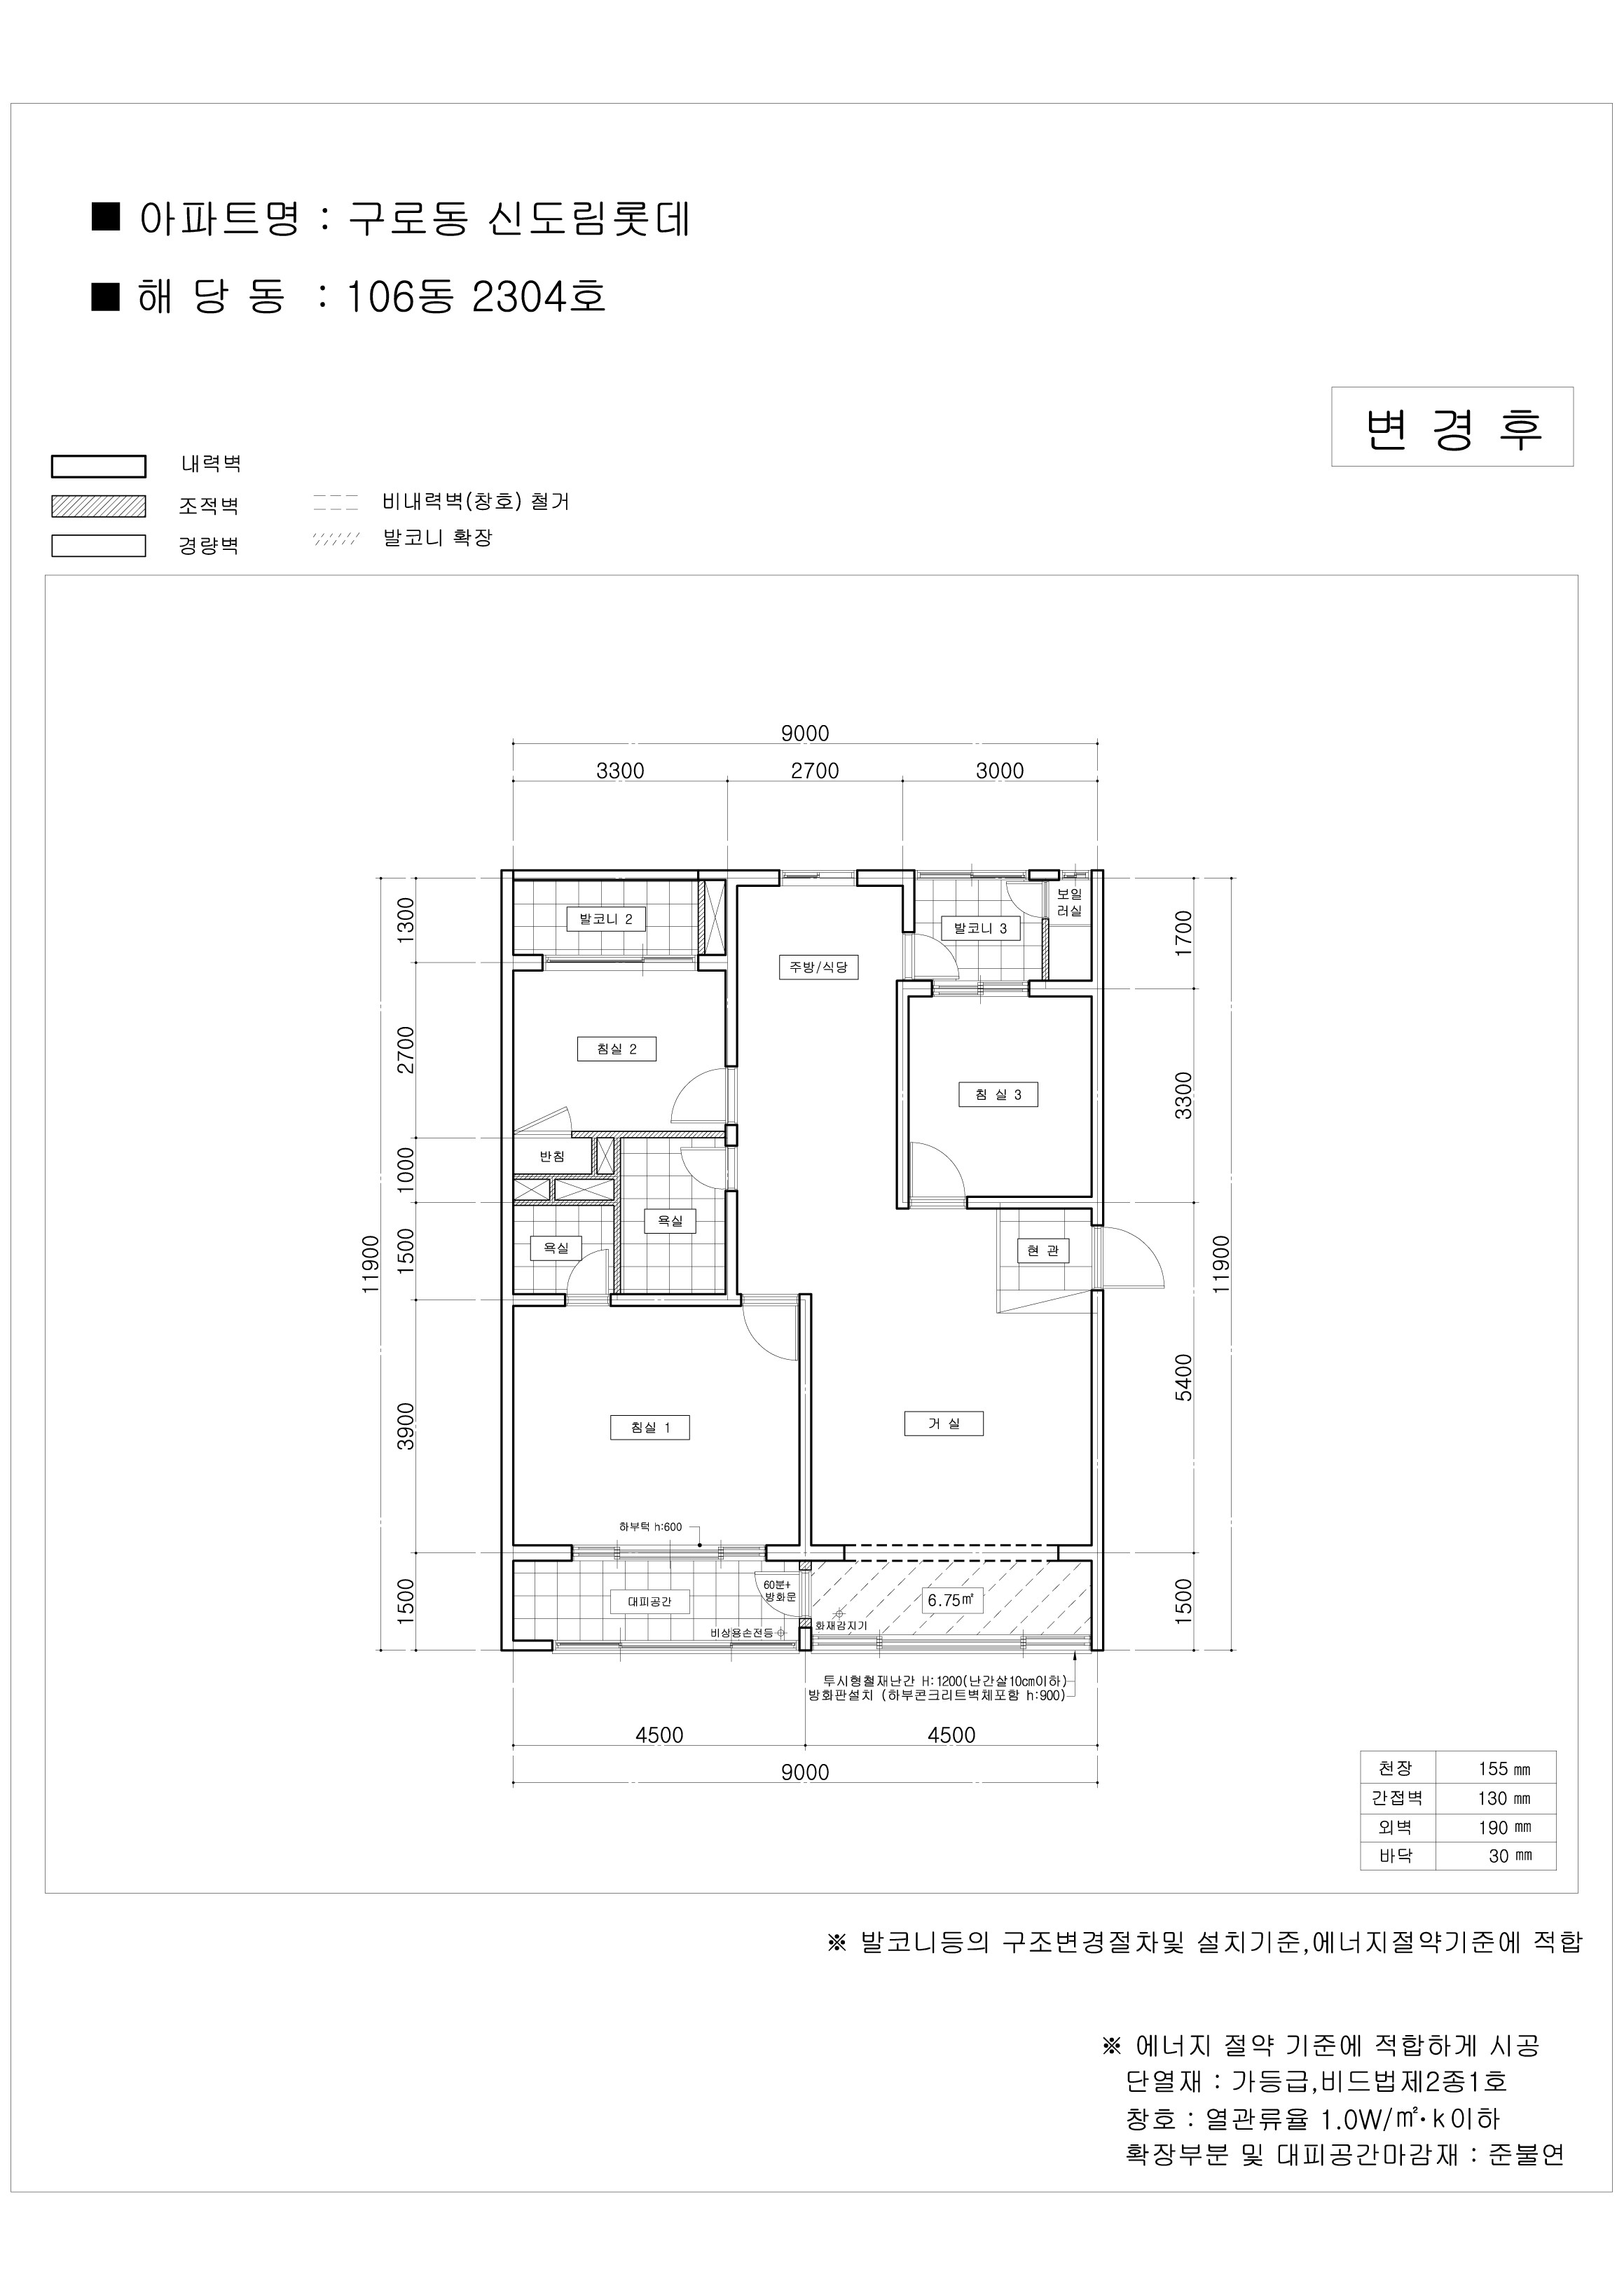 ■ 아파트명 : 구로동 신도림롯데
■ 해 당 동 : 106동 2304호
변 경 후
내력벽
조적벽
경량벽
비내력벽(창호) 철거
발코니 확장
9000
3300 2700 3000
1300
2700
1000
1500
3900
1500
11900
1700
3300
5400
1500
11900
발코니 2
발코니 3
보일
러실
주방/식당
침실 2
침 실 3
반침
욕실
욕실
현 관
침실 1
거 실
하부턱 h:600
대피공간
60분+
방화문
비상용손전등
화재감지기
6.75㎡
투시형철재난간 H:1200(난간살10cm이하)
방화판설치 (하부콘크리트벽체포함 h:900)
4500 4500
9000
천장 155 ㎜
간접벽 130 ㎜
외벽 190 ㎜
바닥 30 ㎜
※ 발코니등의 구조변경절차및 설치기준,에너지절약기준에 적합
※ 에너지 절약 기준에 적합하게 시공
단열재 : 가등급,비드법제2종1호
창호 : 열관류율 1.0W/㎡·k이하
확장부분 및 대피공간마감재 : 준불연